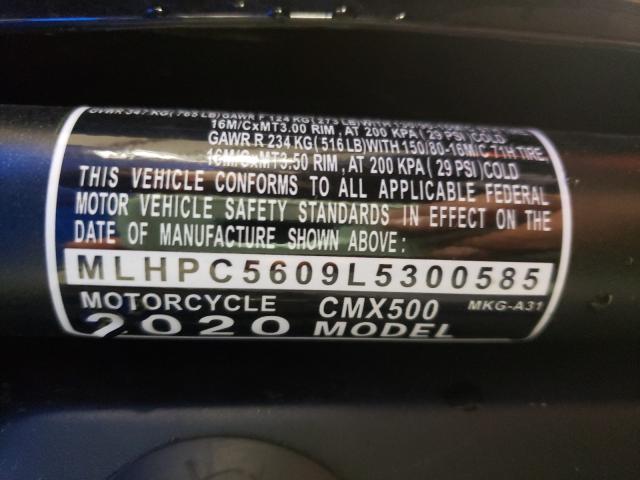 GVWR 347 KG( 765 LB)GAWR F 124 KG( 273 LB)WITH
16M/CxMT3.00 RIM , AT 200 KPA ( 29 PSI )COLD
GAWR R 234 KG( 516 LB)WITH 150/80-16M/C 71H TIRE,
16M/CxMT3.50 RIM , AT 200 KPA ( 29 PSI )COLD
THIS VEHICLE CONFORMS TO ALL APPLICABLE FEDERAL
MOTOR VEHICLE SAFETY STANDARDS IN EFFECT ON THE
DATE OF MANUFACTURE SHOWN ABOVE:
MLHPC5609L5300585
MOTORCYCLE CMX500 MKG-A31
2020 MODEL